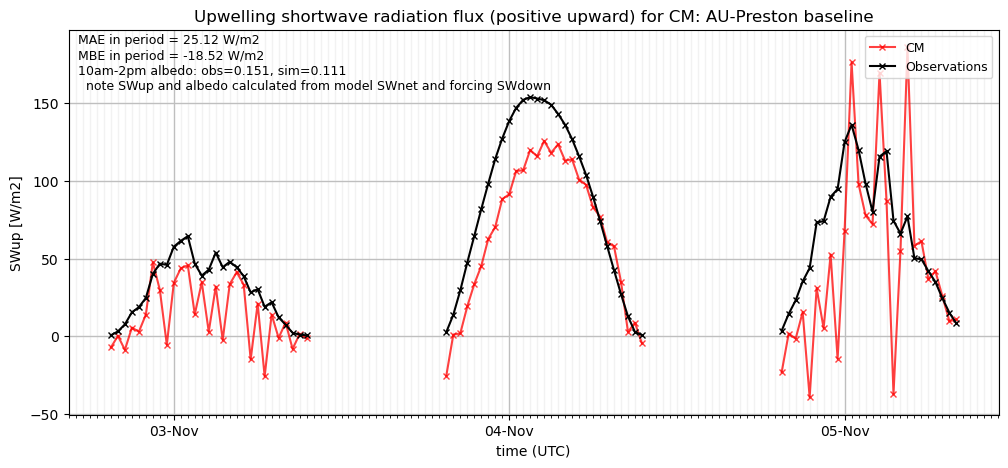 Upwelling shortwave radiation flux (positive upward) for CM: AU-Preston baseline
MAE in period = 25.12 W/m2
MBE in period = -18.52 W/m2
10am-2pm albedo: obs=0.151, sim=0.111
note SWup and albedo calculated from model SWnet and forcing SWdown
CM
Observations
SWup [W/m2]
150
100
50
0
−50
03-Nov
04-Nov
05-Nov
time (UTC)